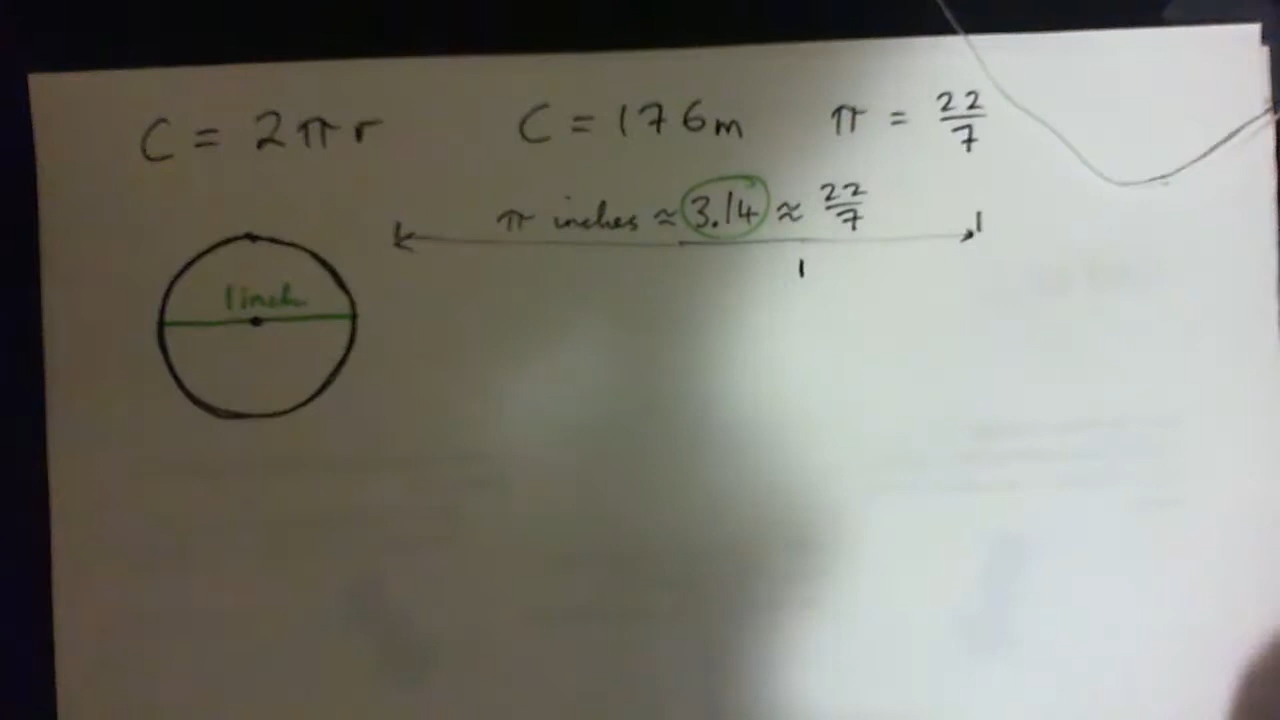 C = 2πr C = 176m π = 22/7
π inches ≈ 3.14 ≈ 22/7
1 inch